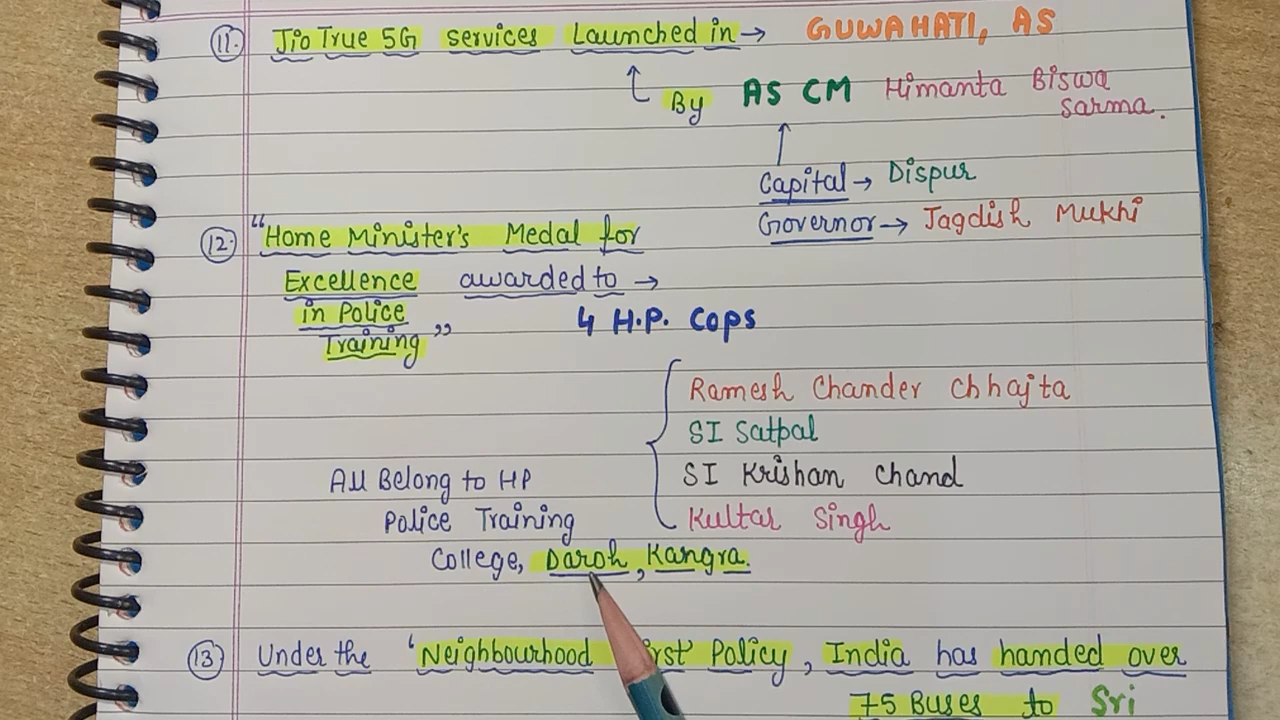 11. Jio True 5G services Launched in → GUWAHATI, AS
By AS CM Himanta Biswa
Sarma.
Capital → Dispur
Governor → Jagdish Mukhi
12. "Home Minister's Medal for
Excellence awarded to →
in Police
Training"
4 H.P. Cops
Ramesh Chander Chhajta
SI Satpal
SI Krishan Chand
Kultar Singh
All Belong to HP
Police Training
College, Daroh, Kangra.
13. Under the 'Neighbourhood First Policy, India has handed over
75 Buses to Sri